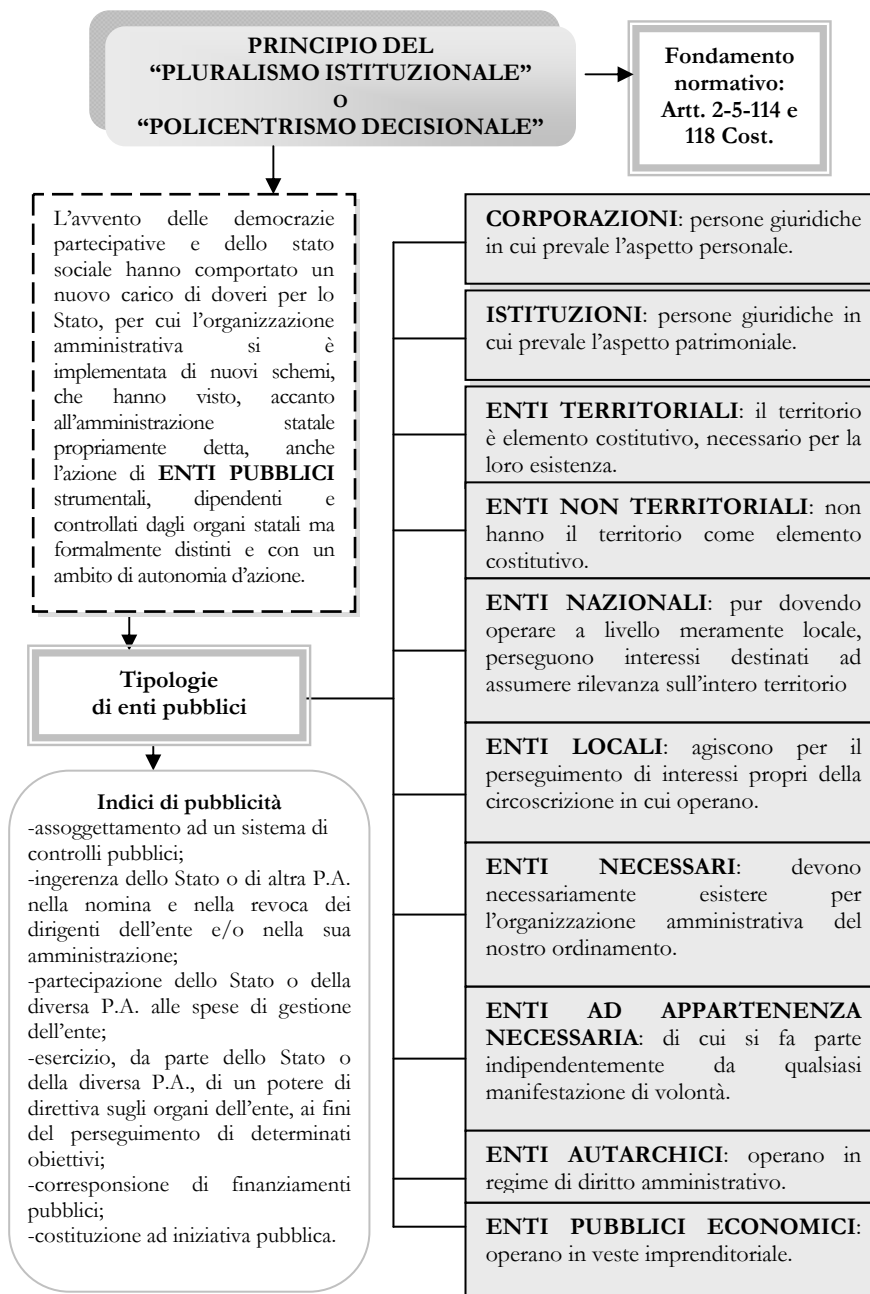 PRINCIPIO DEL
“PLURALISMO ISTITUZIONALE”
O
“POLICENTRISMO DECISIONALE”
Fondamento
normativo:
Artt. 2-5-114 e
118 Cost.
L’avvento delle democrazie
partecipative e dello stato
sociale hanno comportato un
nuovo carico di doveri per lo
Stato, per cui l’organizzazione
amministrativa si è
implementata di nuovi schemi,
che hanno visto, accanto
all’amministrazione statale
propriamente detta, anche
l’azione di ENTI PUBBLICI
strumentali, dipendenti e
controllati dagli organi statali ma
formalmente distinti e con un
ambito di autonomia d’azione.
Tipologie
di enti pubblici
Indici di pubblicità
-assoggettamento ad un sistema di
controlli pubblici;
-ingerenza dello Stato o di altra P.A.
nella nomina e nella revoca dei
dirigenti dell’ente e/o nella sua
amministrazione;
-partecipazione dello Stato o della
diversa P.A. alle spese di gestione
dell’ente;
-esercizio, da parte dello Stato o
della diversa P.A., di un potere di
direttiva sugli organi dell’ente, ai fini
del perseguimento di determinati
obiettivi;
-corresponsione di finanziamenti
pubblici;
-costituzione ad iniziativa pubblica.
CORPORAZIONI: persone giuridiche
in cui prevale l’aspetto personale.
ISTITUZIONI: persone giuridiche in
cui prevale l’aspetto patrimoniale.
ENTI TERRITORIALI: il territorio
è elemento costitutivo, necessario per la
loro esistenza.
ENTI NON TERRITORIALI: non
hanno il territorio come elemento
costitutivo.
ENTI NAZIONALI: pur dovendo
operare a livello meramente locale,
perseguono interessi destinati ad
assumere rilevanza sull’intero territorio
ENTI LOCALI: agiscono per il
perseguimento di interessi propri della
circoscrizione in cui operano.
ENTI NECESSARI: devono
necessariamente esistere per
l’organizzazione amministrativa del
nostro ordinamento.
ENTI AD APPARTENENZA
NECESSARIA: di cui si fa parte
indipendentemente da qualsiasi
manifestazione di volontà.
ENTI AUTARCHICI: operano in
regime di diritto amministrativo.
ENTI PUBBLICI ECONOMICI:
operano in veste imprenditoriale.